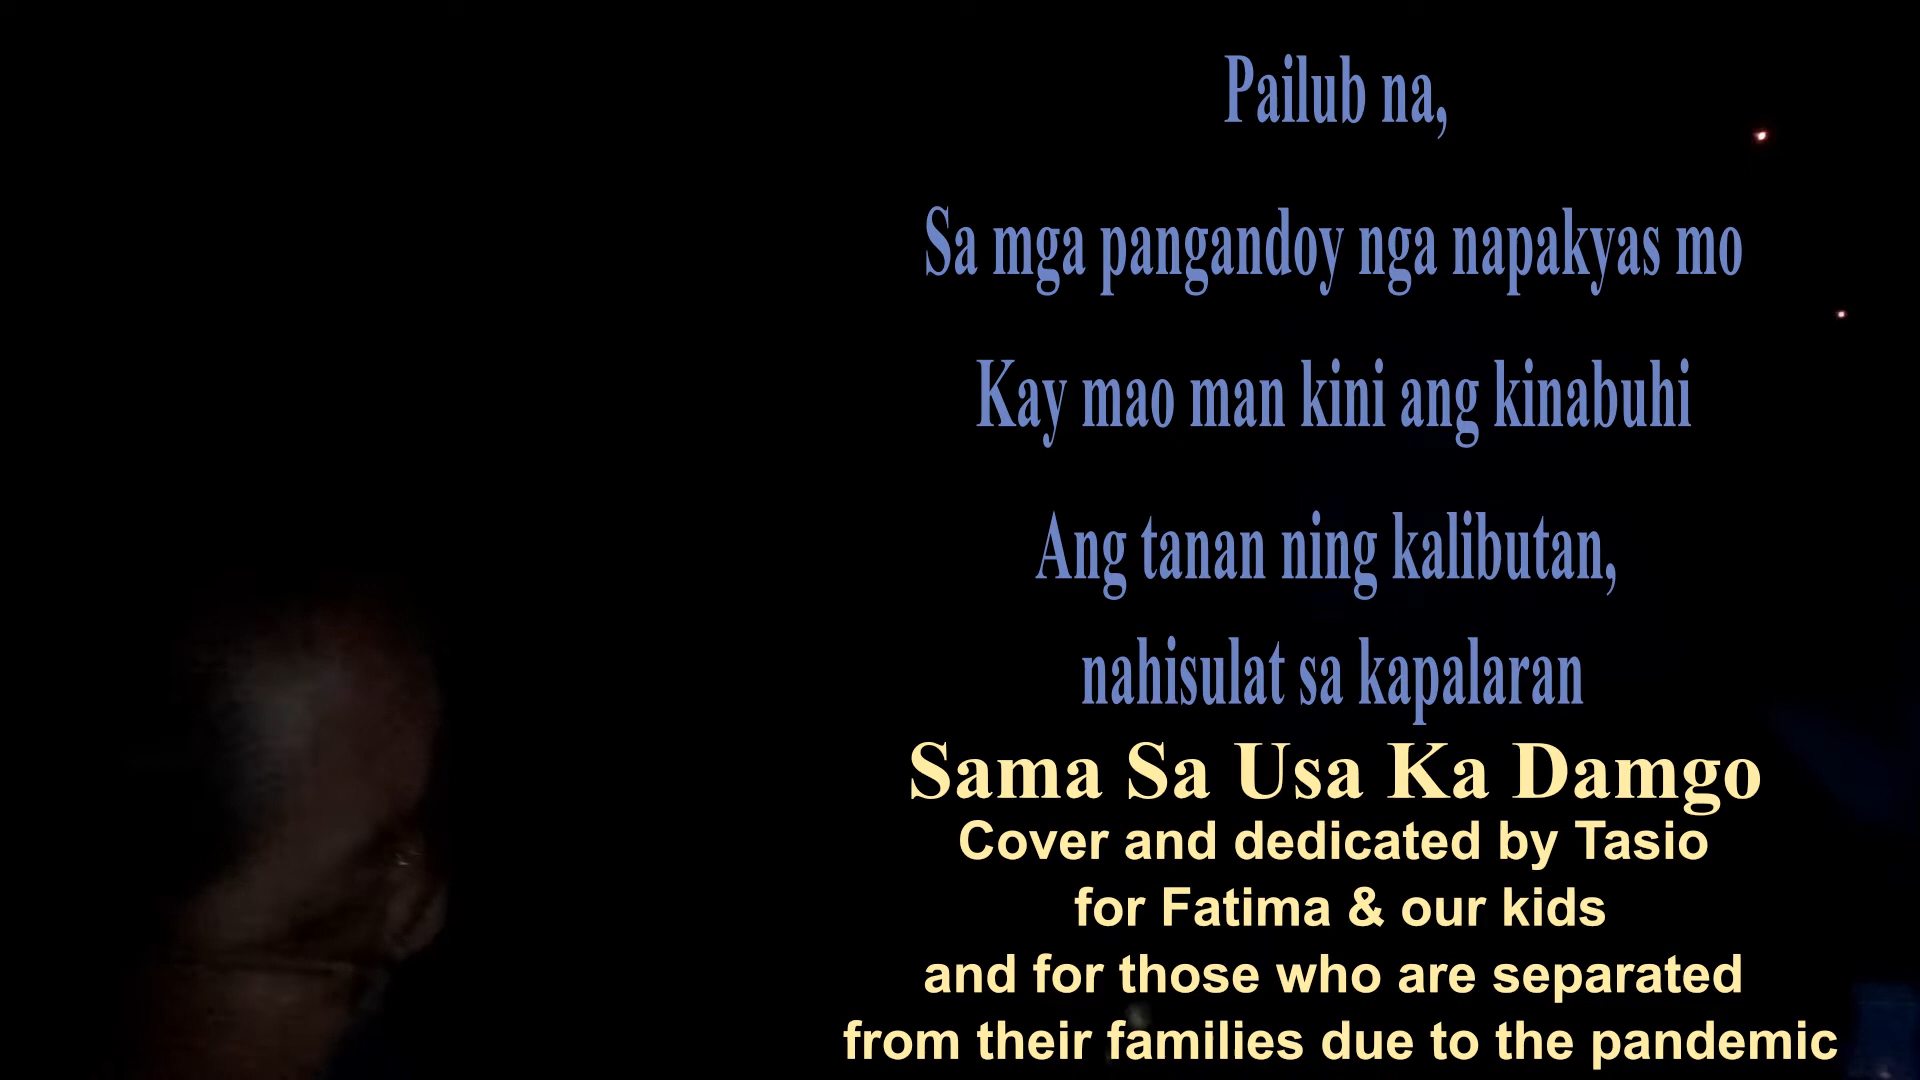 Pailub na,
Sa mga pangandoy nga napakyas mo
Kay mao man kini ang kinabuhi
Ang tanan ning kalibutan,
nahisulat sa kapalaran
Sama Sa Usa Ka Damgo
Cover and dedicated by Tasio
for Fatima & our kids
and for those who are separated
from their families due to the pandemic